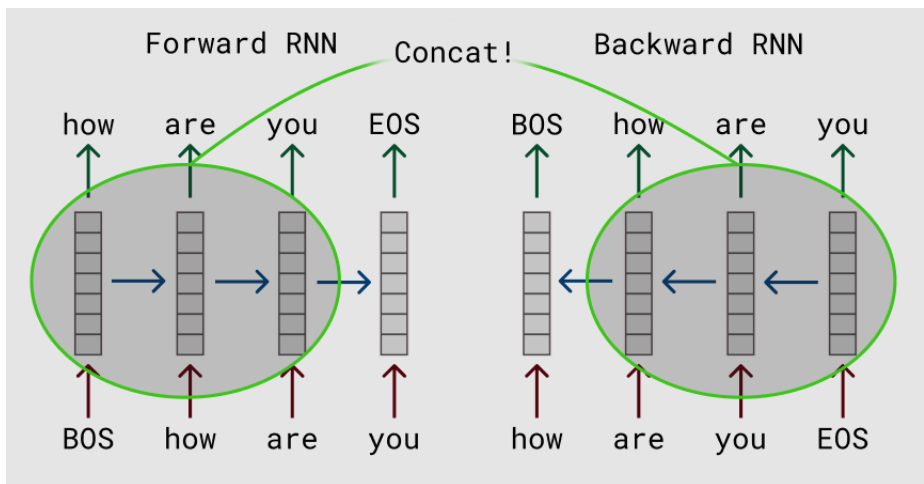 Forward RNN
Concat!
Backward RNN
how are you EOS
BOS how are you
BOS how are you
how are you EOS